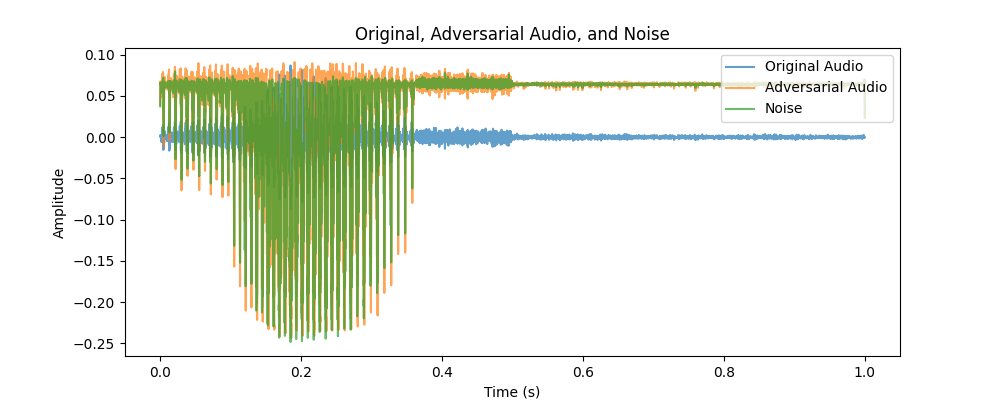 Original, Adversarial Audio, and Noise
0.10
0.05
0.00
−0.05
−0.10
−0.15
−0.20
−0.25
Amplitude
Original Audio
Adversarial Audio
Noise
0.0 0.2 0.4 0.6 0.8 1.0
Time (s)